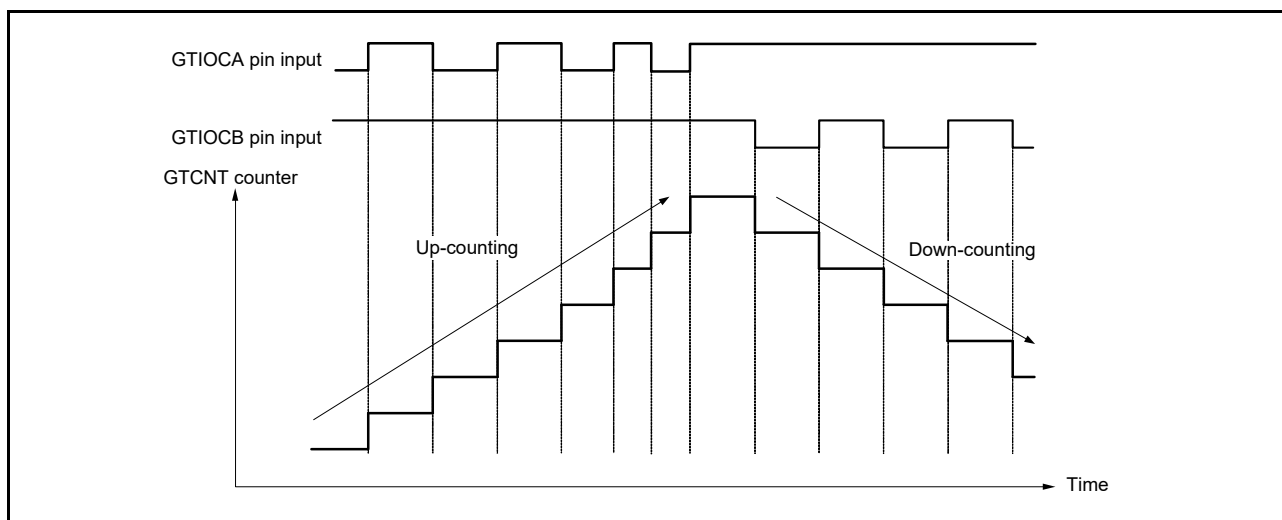 GTIOCA pin input
GTIOCB pin input
GTCNT counter
Up-counting
Down-counting
Time